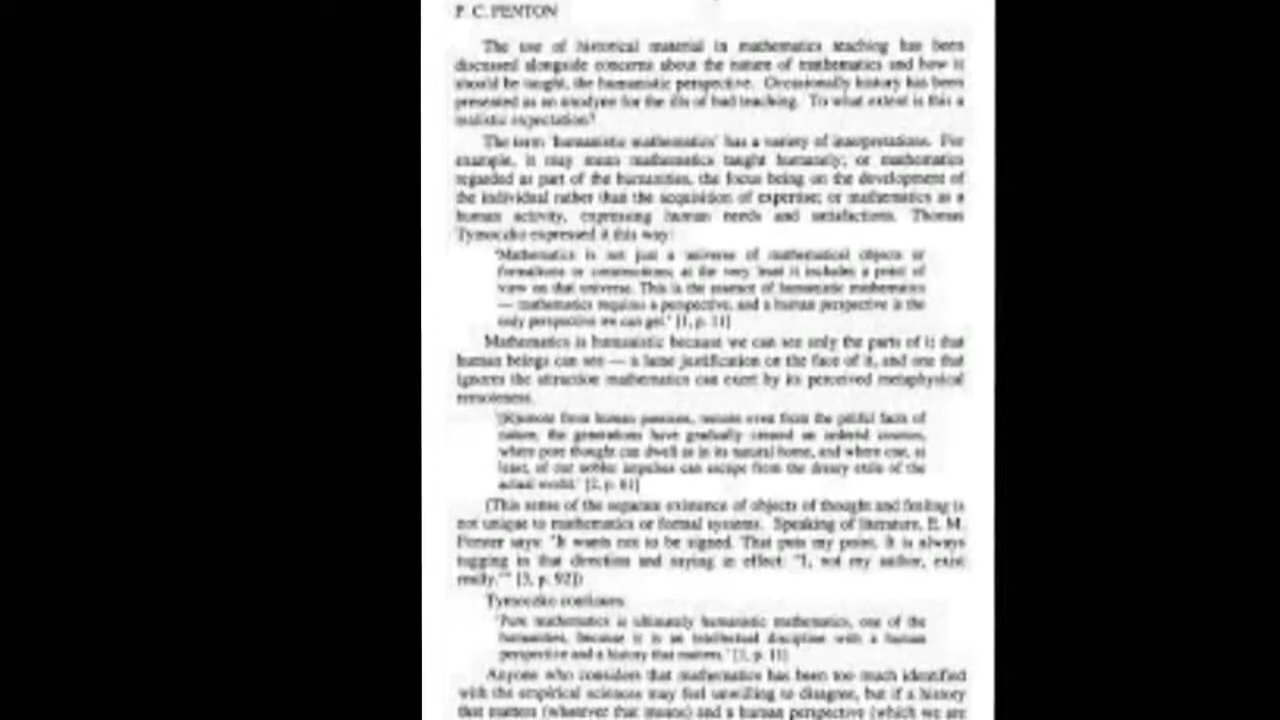 P. C. FENTON
The use of historical material in mathematics teaching has been
discussed alongside concerns about the nature of mathematics and how it
should be taught, the humanistic perspective. Occasionally history has been
presented as an anodyne for the ills of bad teaching. To what extent is this a
realistic expectation?
The term 'humanistic mathematics' has a variety of interpretations. For
example, it may mean mathematics taught humanely; or mathematics
regarded as part of the humanities, the focus being on the development of
the individual rather than the acquisition of expertise; or mathematics as a
human activity, expressing human needs and satisfactions. Thomas
Tymoczko expressed it this way:
'Mathematics is not just a universe of mathematical objects or
formalisms or constructions; at the very least it includes a point of
view on that universe. This is the essence of humanistic mathematics
— mathematics requires a perspective, and a human perspective is the
only perspective we can get.' [1, p. 11]
Mathematics is humanistic because we can see only the parts of it that
human beings can see — a lame justification on the face of it, and one that
ignores the attraction mathematics can exert by its perceived metaphysical
remoteness.
'[R]emote from human passions, remote even from the pitiful facts of
nature, the generations have gradually created an ordered cosmos,
where pure thought can dwell as in its natural home, and where one, at
least, of our nobler impulses can escape from the dreary exile of the
actual world.' [2, p. 61]
(This sense of the separate existence of objects of thought and feeling is
not unique to mathematics or formal systems. Speaking of literature, E. M.
Forster says: "It wants not to be signed. That puts my point. It is always
tugging in that direction and saying in effect: "I, not my author, exist
really."" [3, p. 92])
Tymoczko continues:
'Pure mathematics is ultimately humanistic mathematics, one of the
humanities, because it is an intellectual discipline with a human
perspective and a history that matters.' [1, p. 11]
Anyone who considers that mathematics has been too much identified
with the empirical sciences may feel unwilling to disagree, but if a history
that matters (whatever that means) and a human perspective (which we are